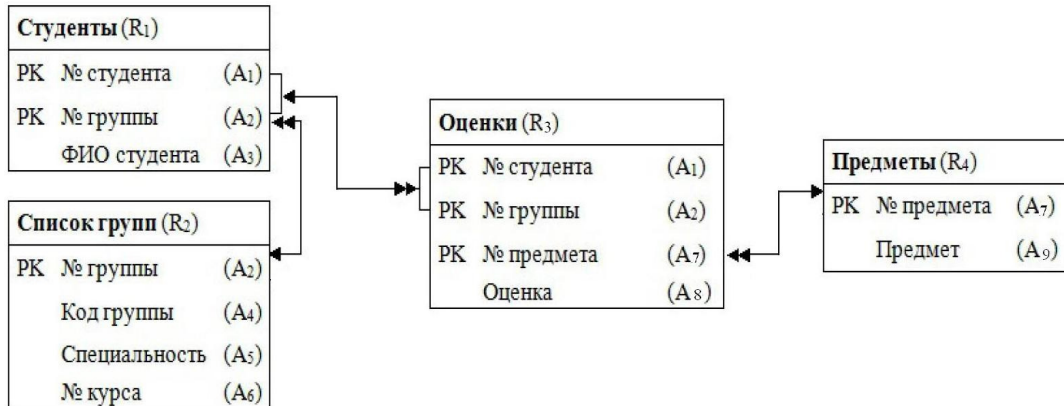 Студенты (R1)
PK № студента (A1)
PK № группы (A2)
ФИО студента (A3)
Список групп (R2)
PK № группы (A2)
Код группы (A4)
Специальность (A5)
№ курса (A6)
Оценки (R3)
PK № студента (A1)
PK № группы (A2)
PK № предмета (A7)
Оценка (A8)
Предметы (R4)
PK № предмета (A7)
Предмет (A9)